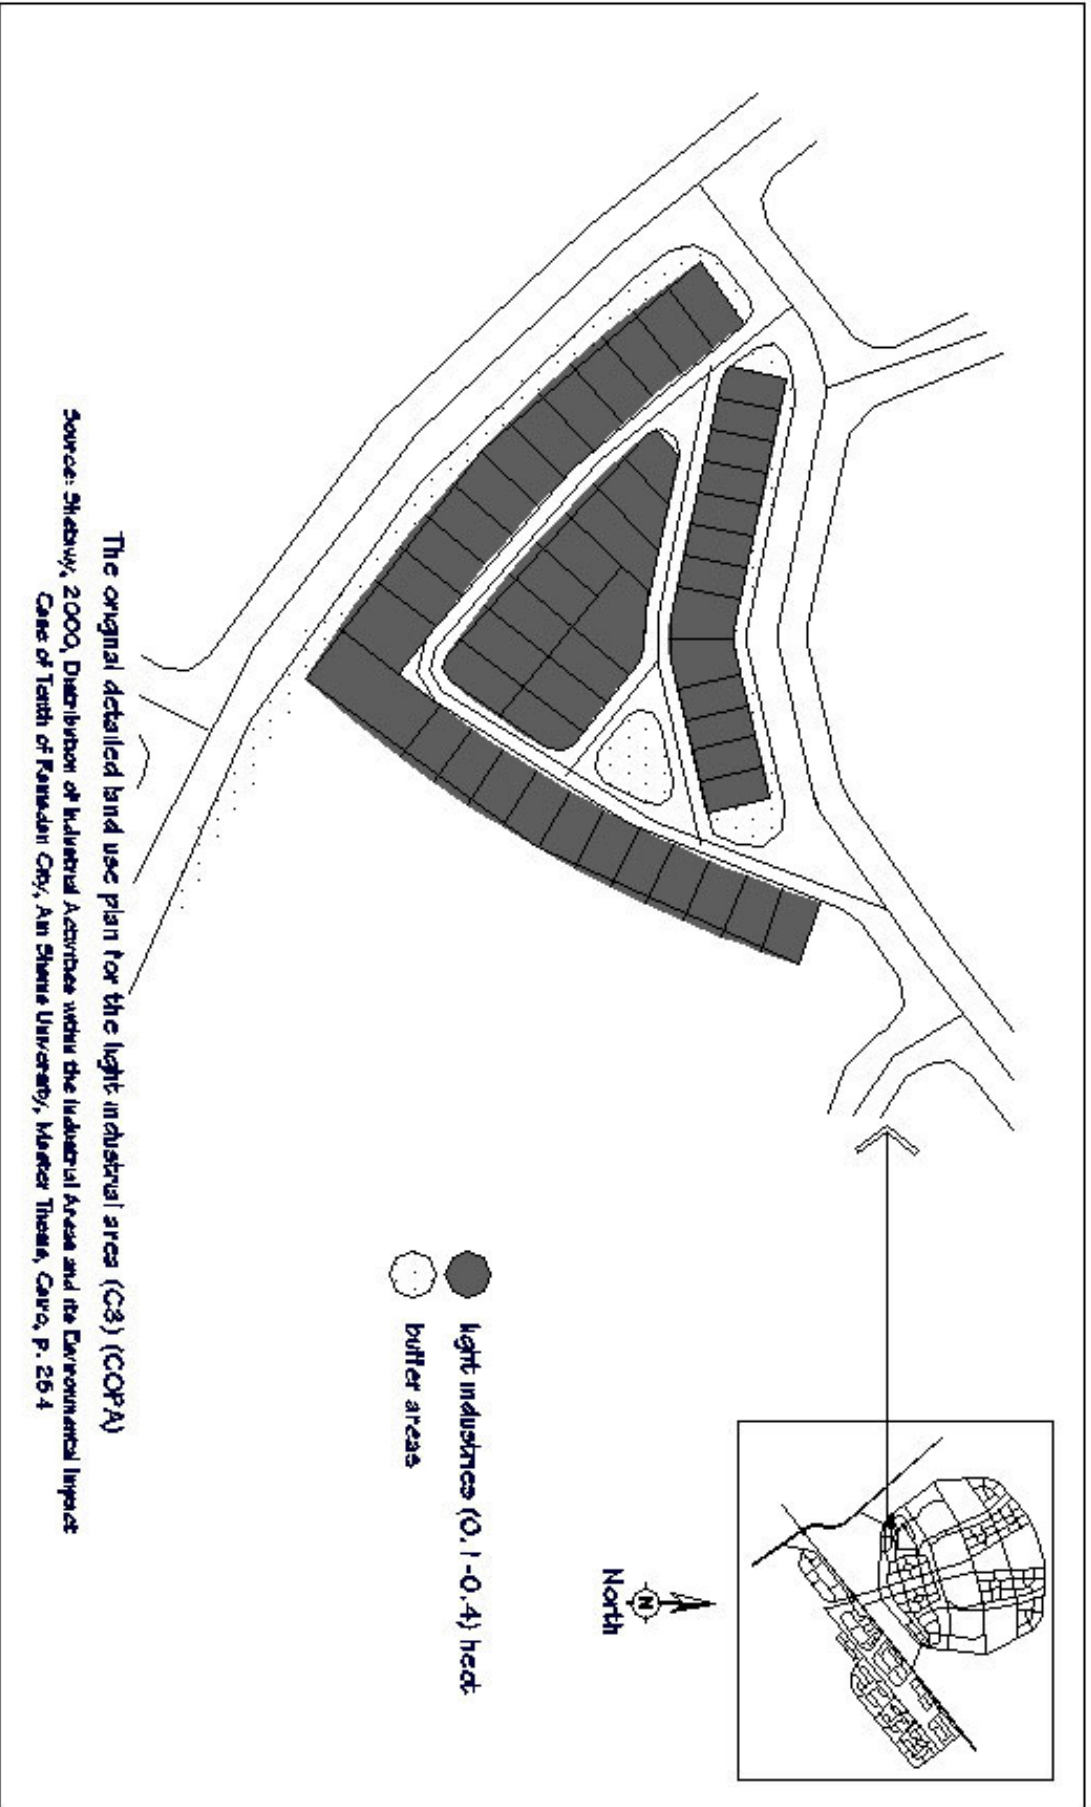 North
N
light industries (0.1-0.4) hect
buffer areas
The original detailed land use plan for the light industrial area (C3) (COPA)
Source: Shetawy, 2000, Distribution of Industrial Activities within the Industrial Areas and its Environmental Impact
Case of Tenth of Ramadan City, Ain Shams University, Master Thesis, Cairo, p. 254